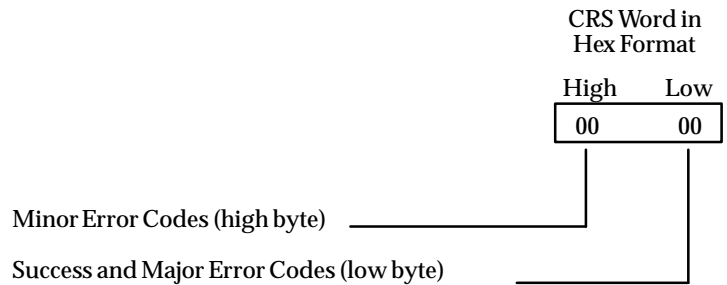 CRS Word in
Hex Format
High Low
00 00
Minor Error Codes (high byte)
Success and Major Error Codes (low byte)